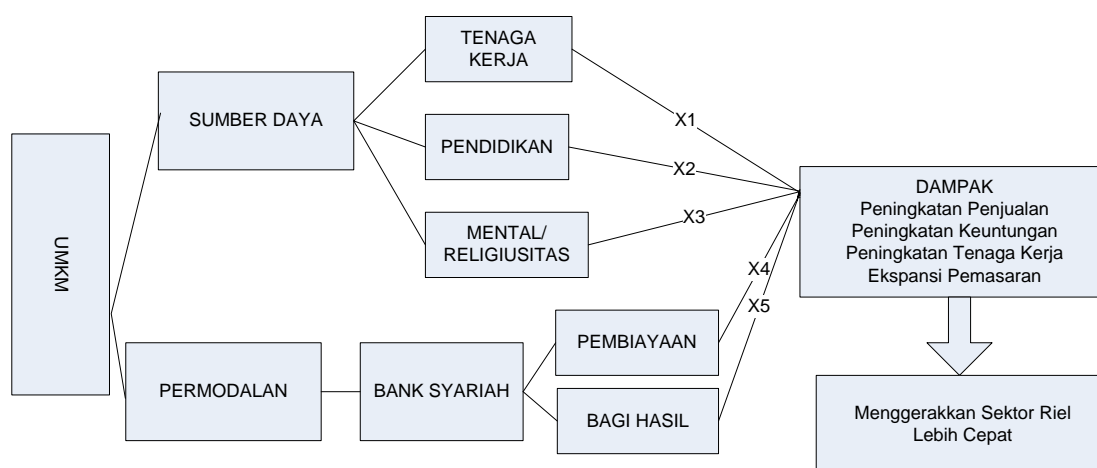 UMKM
SUMBER DAYA
TENAGA
KERJA
PENDIDIKAN
MENTAL/
RELIGIUSITAS
PERMODALAN
BANK SYARIAH
PEMBIAYAAN
BAGI HASIL
X1
X2
X3
X4
X5
DAMPAK
Peningkatan Penjualan
Peningkatan Keuntungan
Peningkatan Tenaga Kerja
Ekspansi Pemasaran
Menggerakkan Sektor Riel
Lebih Cepat